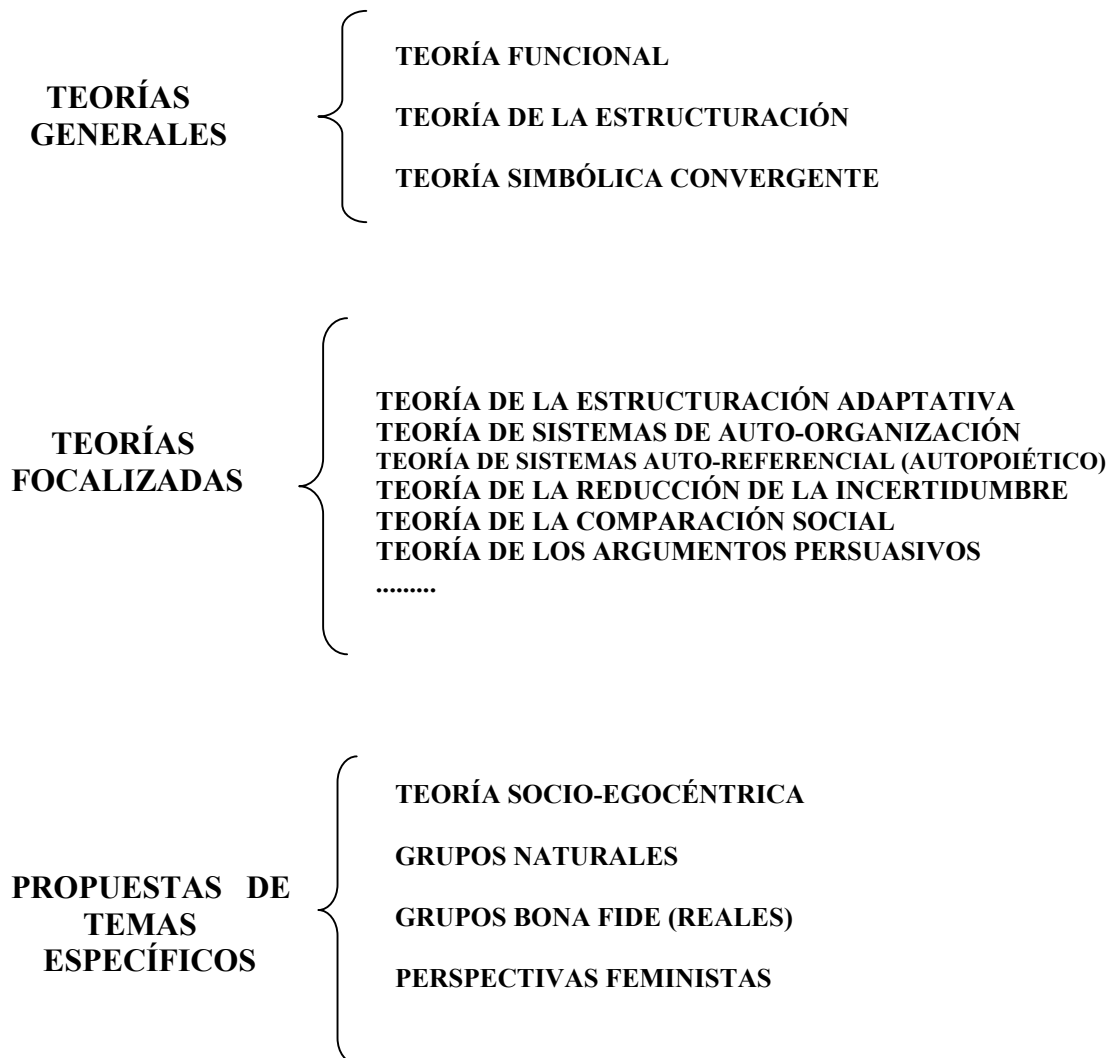 TEORÍAS
GENERALES
TEORÍA FUNCIONAL
TEORÍA DE LA ESTRUCTURACIÓN
TEORÍA SIMBÓLICA CONVERGENTE
TEORÍAS
FOCALIZADAS
TEORÍA DE LA ESTRUCTURACIÓN ADAPTATIVA
TEORÍA DE SISTEMAS DE AUTO-ORGANIZACIÓN
TEORÍA DE SISTEMAS AUTO-REFERENCIAL (AUTOPOIÉTICO)
TEORÍA DE LA REDUCCIÓN DE LA INCERTIDUMBRE
TEORÍA DE LA COMPARACIÓN SOCIAL
TEORÍA DE LOS ARGUMENTOS PERSUASIVOS
.........
PROPUESTAS DE
TEMAS
ESPECÍFICOS
TEORÍA SOCIO-EGOCÉNTRICA
GRUPOS NATURALES
GRUPOS BONA FIDE (REALES)
PERSPECTIVAS FEMINISTAS